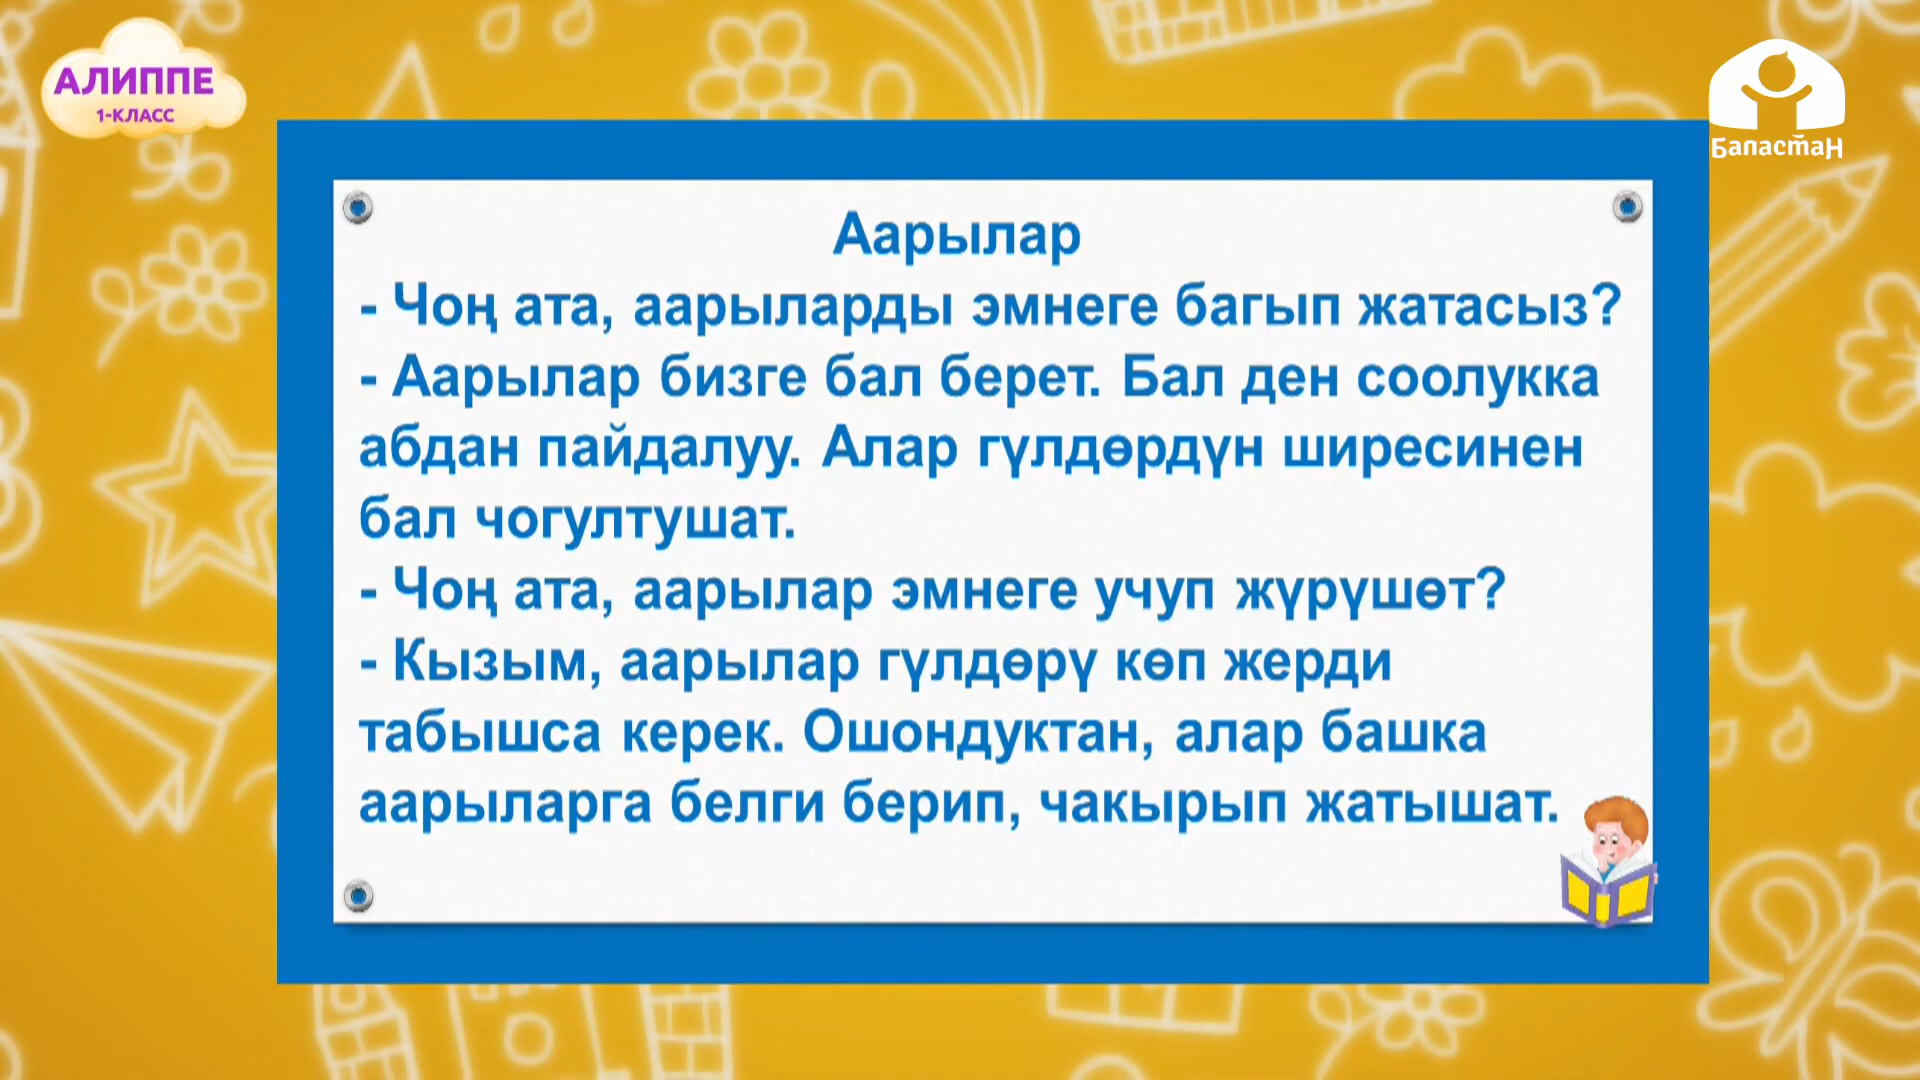 АЛИППЕ
1-КЛАСС
Баластан
Аарылар
- Чоң ата, аарыларды эмнеге багып жатасыз?
- Аарылар бизге бал берет. Бал ден соолукка
абдан пайдалуу. Алар гүлдөрдүн ширесинен
бал чогултушат.
- Чоң ата, аарылар эмнеге учуп жүрүшөт?
- Кызым, аарылар гүлдөрү көп жерди
табышса керек. Ошондуктан, алар башка
аарыларга белги берип, чакырып жатышат.